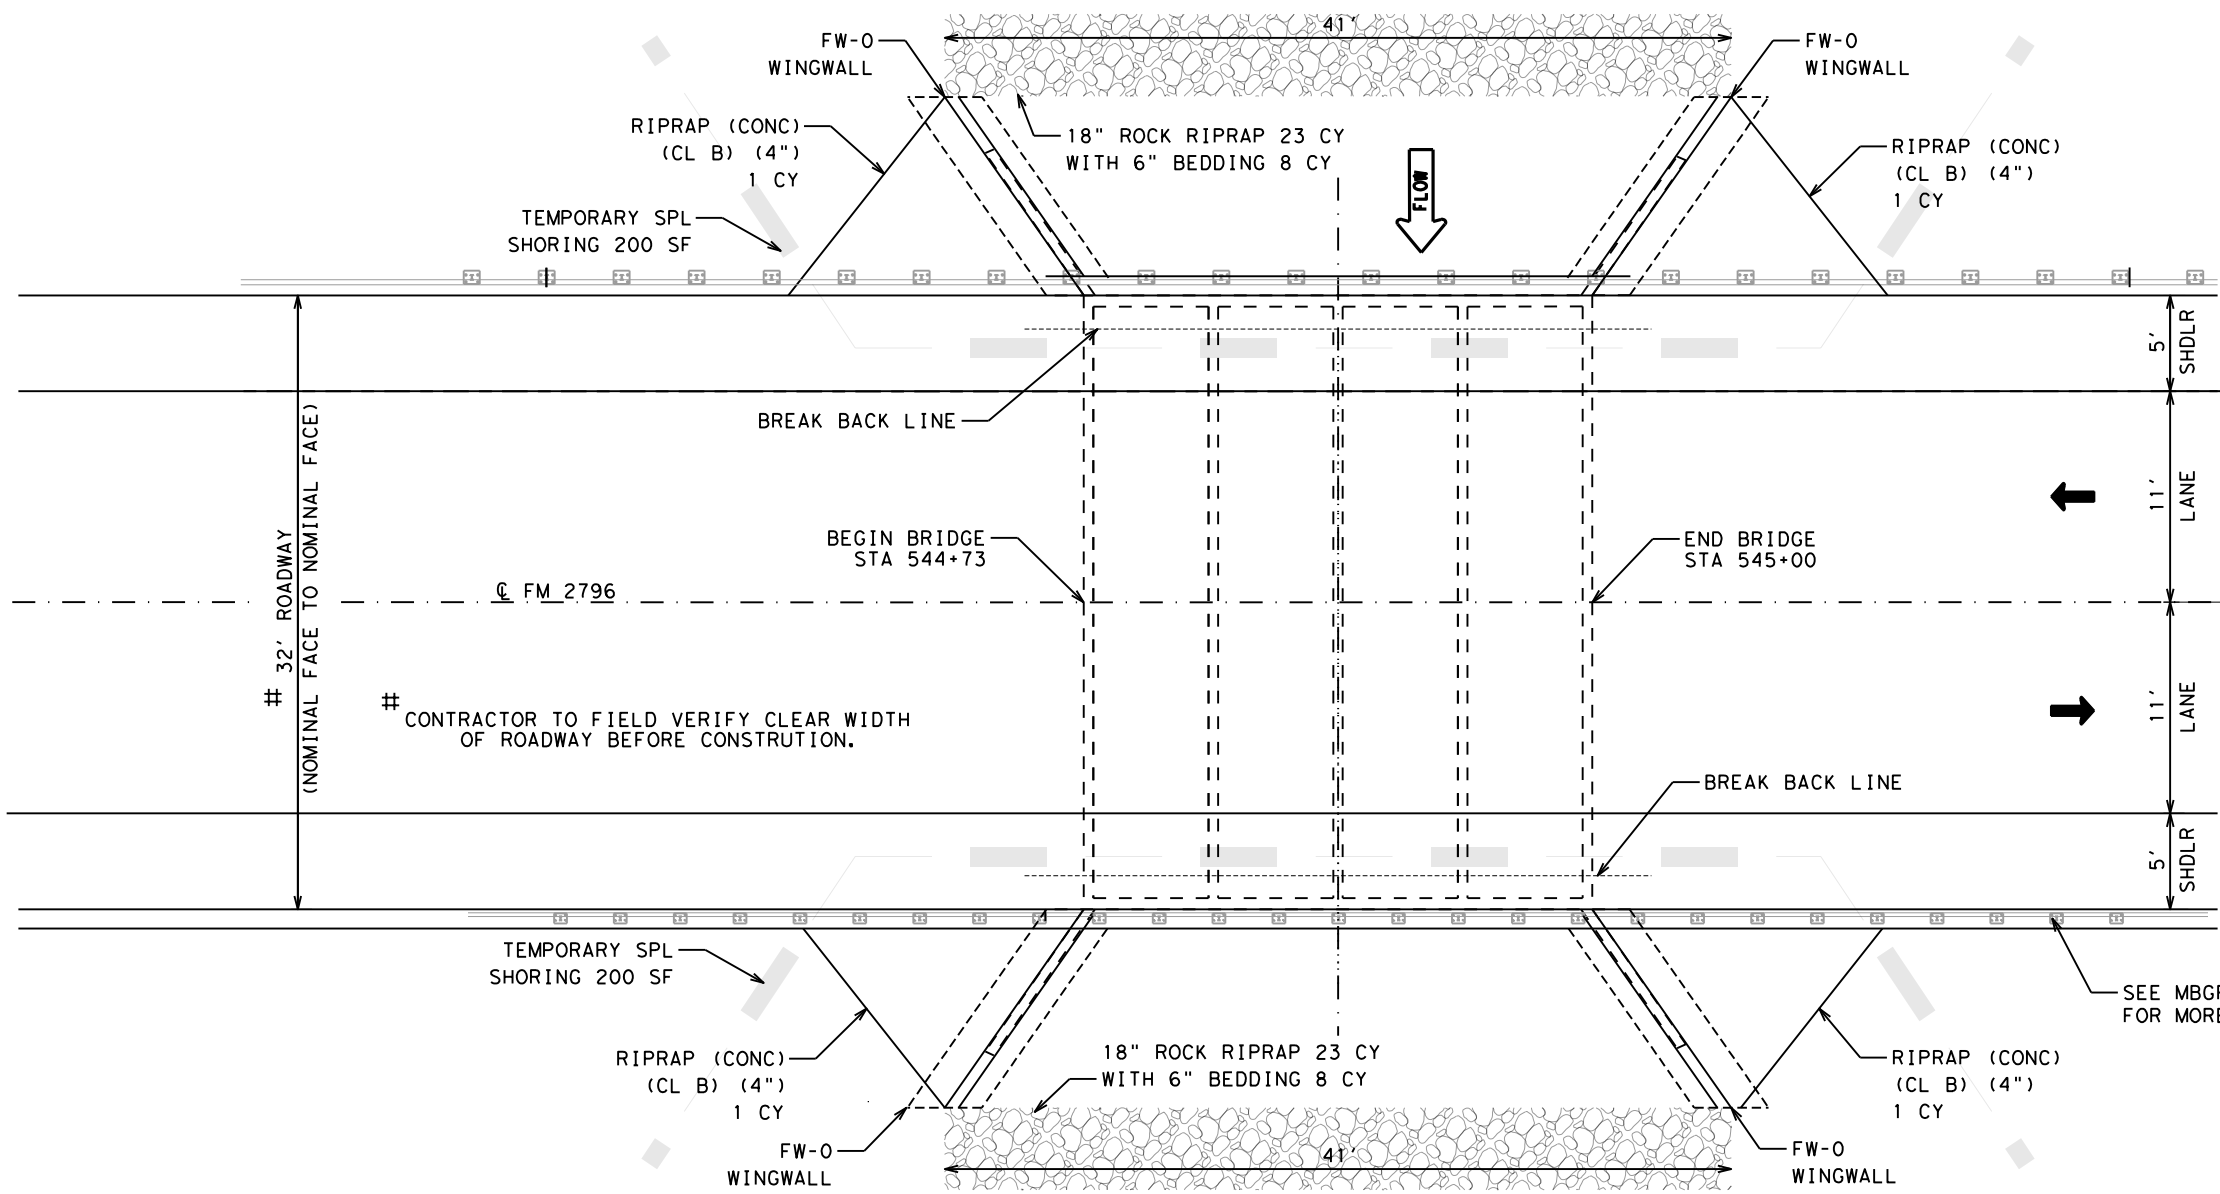 41'
FW-0
WINGWALL
FW-0
WINGWALL
RIPRAP (CONC)
(CL B) (4")
1 CY
18" ROCK RIPRAP 23 CY
WITH 6" BEDDING 8 CY
FLOW
RIPRAP (CONC)
(CL B) (4")
1 CY
TEMPORARY SPL
SHORING 200 SF
5'
SHDLR
BREAK BACK LINE
11'
LANE
BEGIN BRIDGE
STA 544+73
END BRIDGE
STA 545+00
℄ FM 2796
# 32' ROADWAY
(NOMINAL FACE TO NOMINAL FACE)
# CONTRACTOR TO FIELD VERIFY CLEAR WIDTH
OF ROADWAY BEFORE CONSTRUTION.
11'
LANE
BREAK BACK LINE
5'
SHDLR
TEMPORARY SPL
SHORING 200 SF
SEE MBGF
FOR MORE
RIPRAP (CONC)
(CL B) (4")
1 CY
18" ROCK RIPRAP 23 CY
WITH 6" BEDDING 8 CY
RIPRAP (CONC)
(CL B) (4")
1 CY
FW-0
WINGWALL
41'
FW-0
WINGWALL